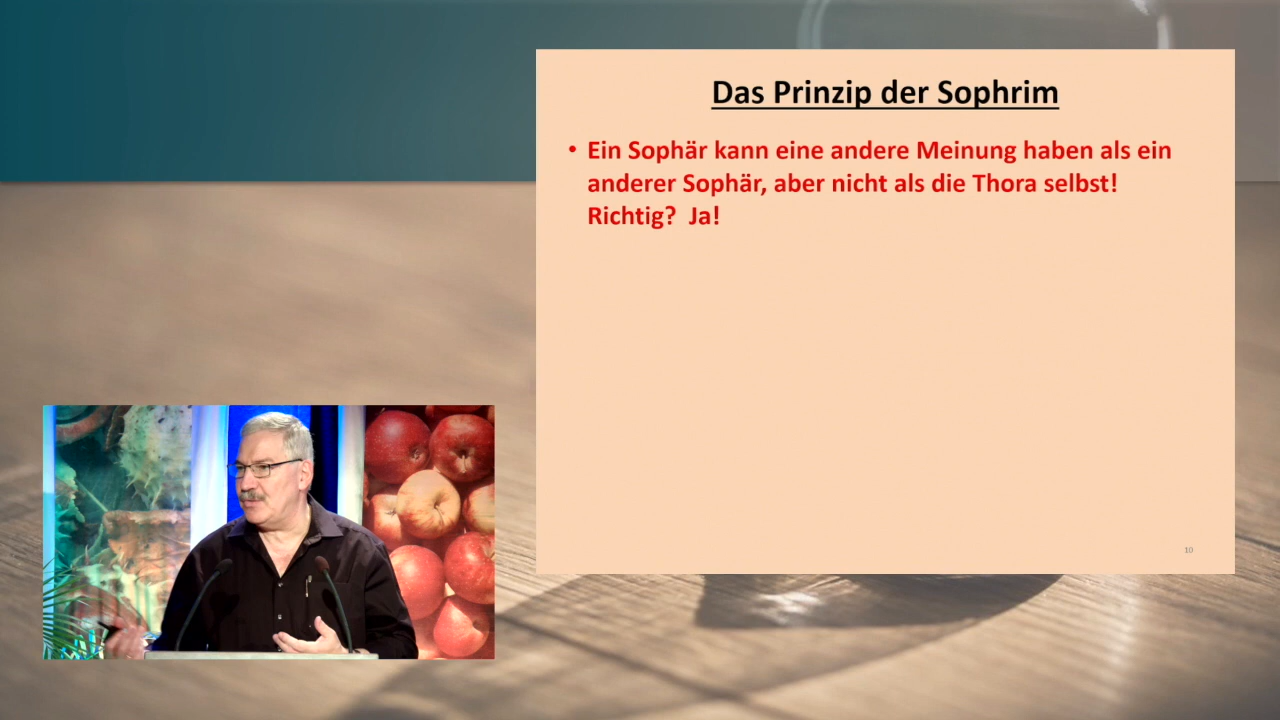 Das Prinzip der Sophrim
• Ein Sophär kann eine andere Meinung haben als ein
anderer Sophär, aber nicht als die Thora selbst!
Richtig?  Ja!
10